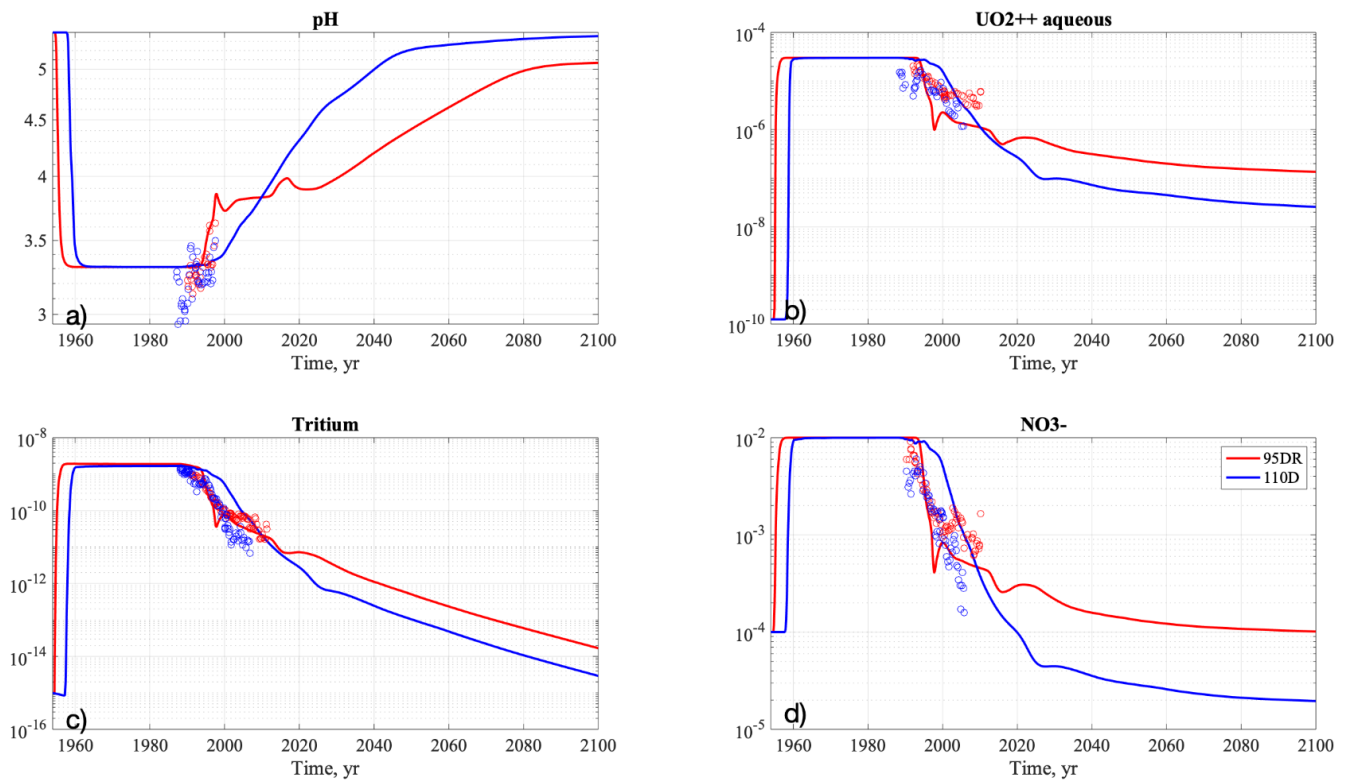 pH
5
4.5
4
3.5
3
a)
1960 1980 2000 2020 2040 2060 2080 2100
Time, yr
UO2++ aqueous
10-4
10-6
10-8
10-10
b)
1960 1980 2000 2020 2040 2060 2080 2100
Time, yr
Tritium
10-8
10-10
10-12
10-14
10-16
c)
1960 1980 2000 2020 2040 2060 2080 2100
Time, yr
NO3-
10-2
10-3
10-4
10-5
95DR
110D
d)
1960 1980 2000 2020 2040 2060 2080 2100
Time, yr